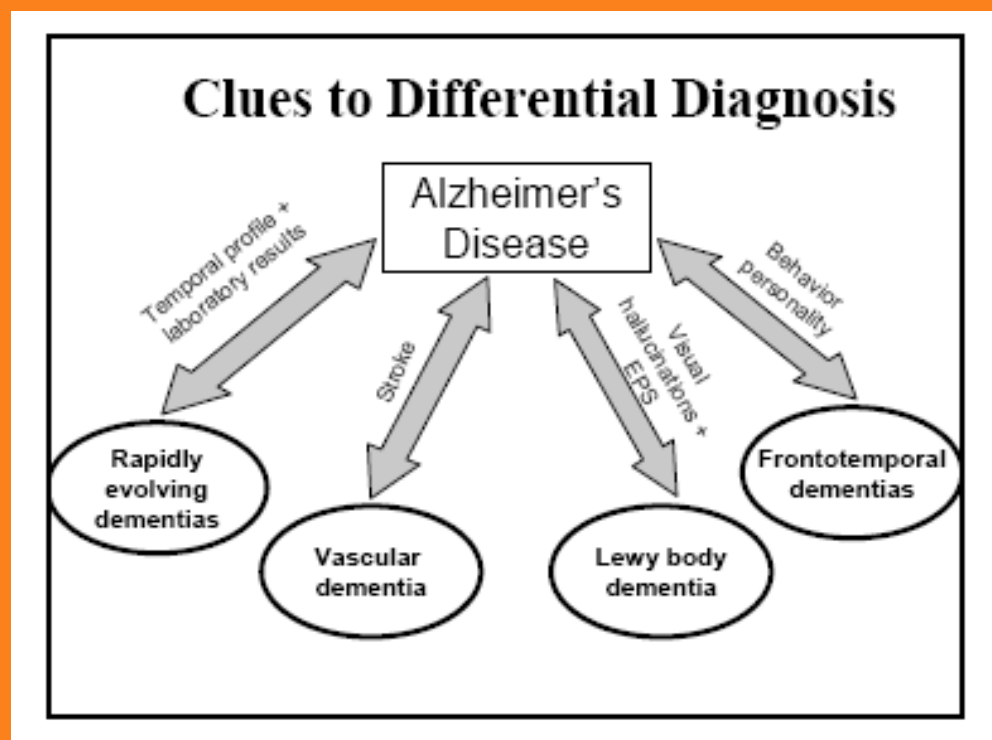 Clues to Differential Diagnosis
Alzheimer's
Disease
Temporal profile +
laboratory results
Stroke
Visual
hallucinations +
EPS
Behavior
personality
Rapidly
evolving
dementias
Vascular
dementia
Lewy body
dementia
Frontotemporal
dementias